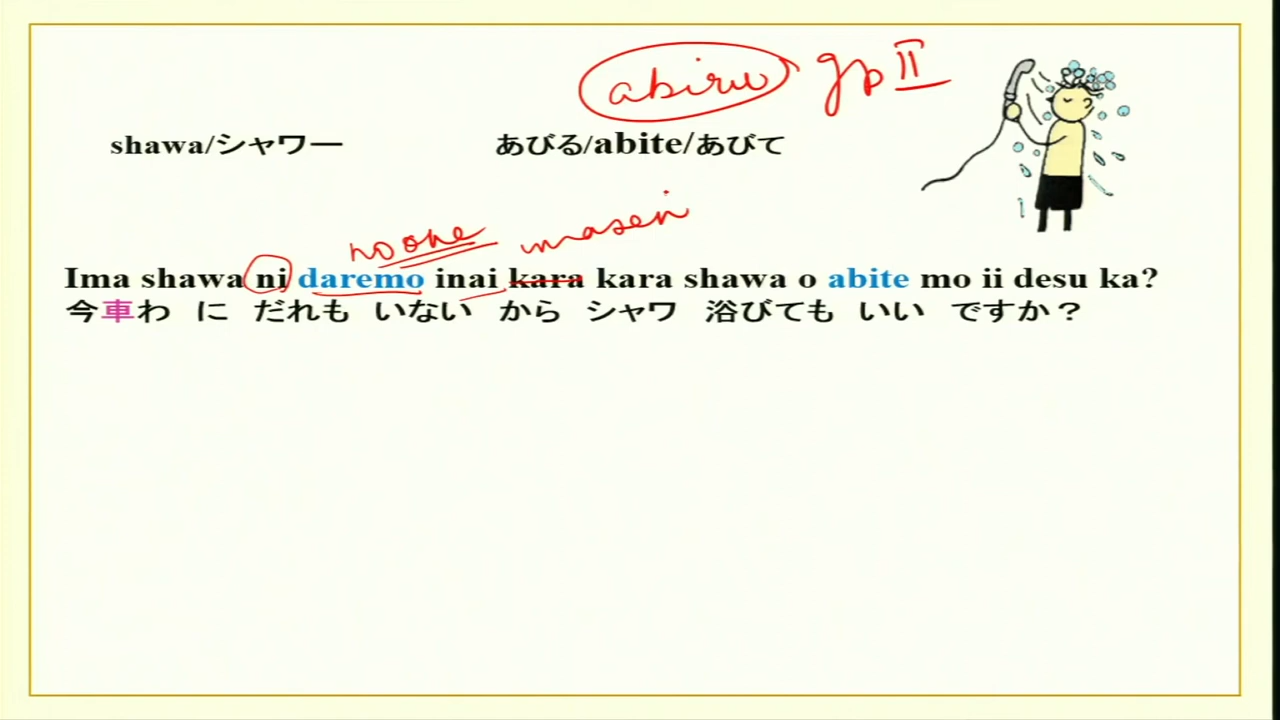 abiru gp II
shawa/シャワー あびる/abite/あびて
no one masen
Ima shawa ni daremo inai kara kara shawa o abite mo ii desu ka?
今車わ に だれも いない から シャワ 浴びても いい ですか？